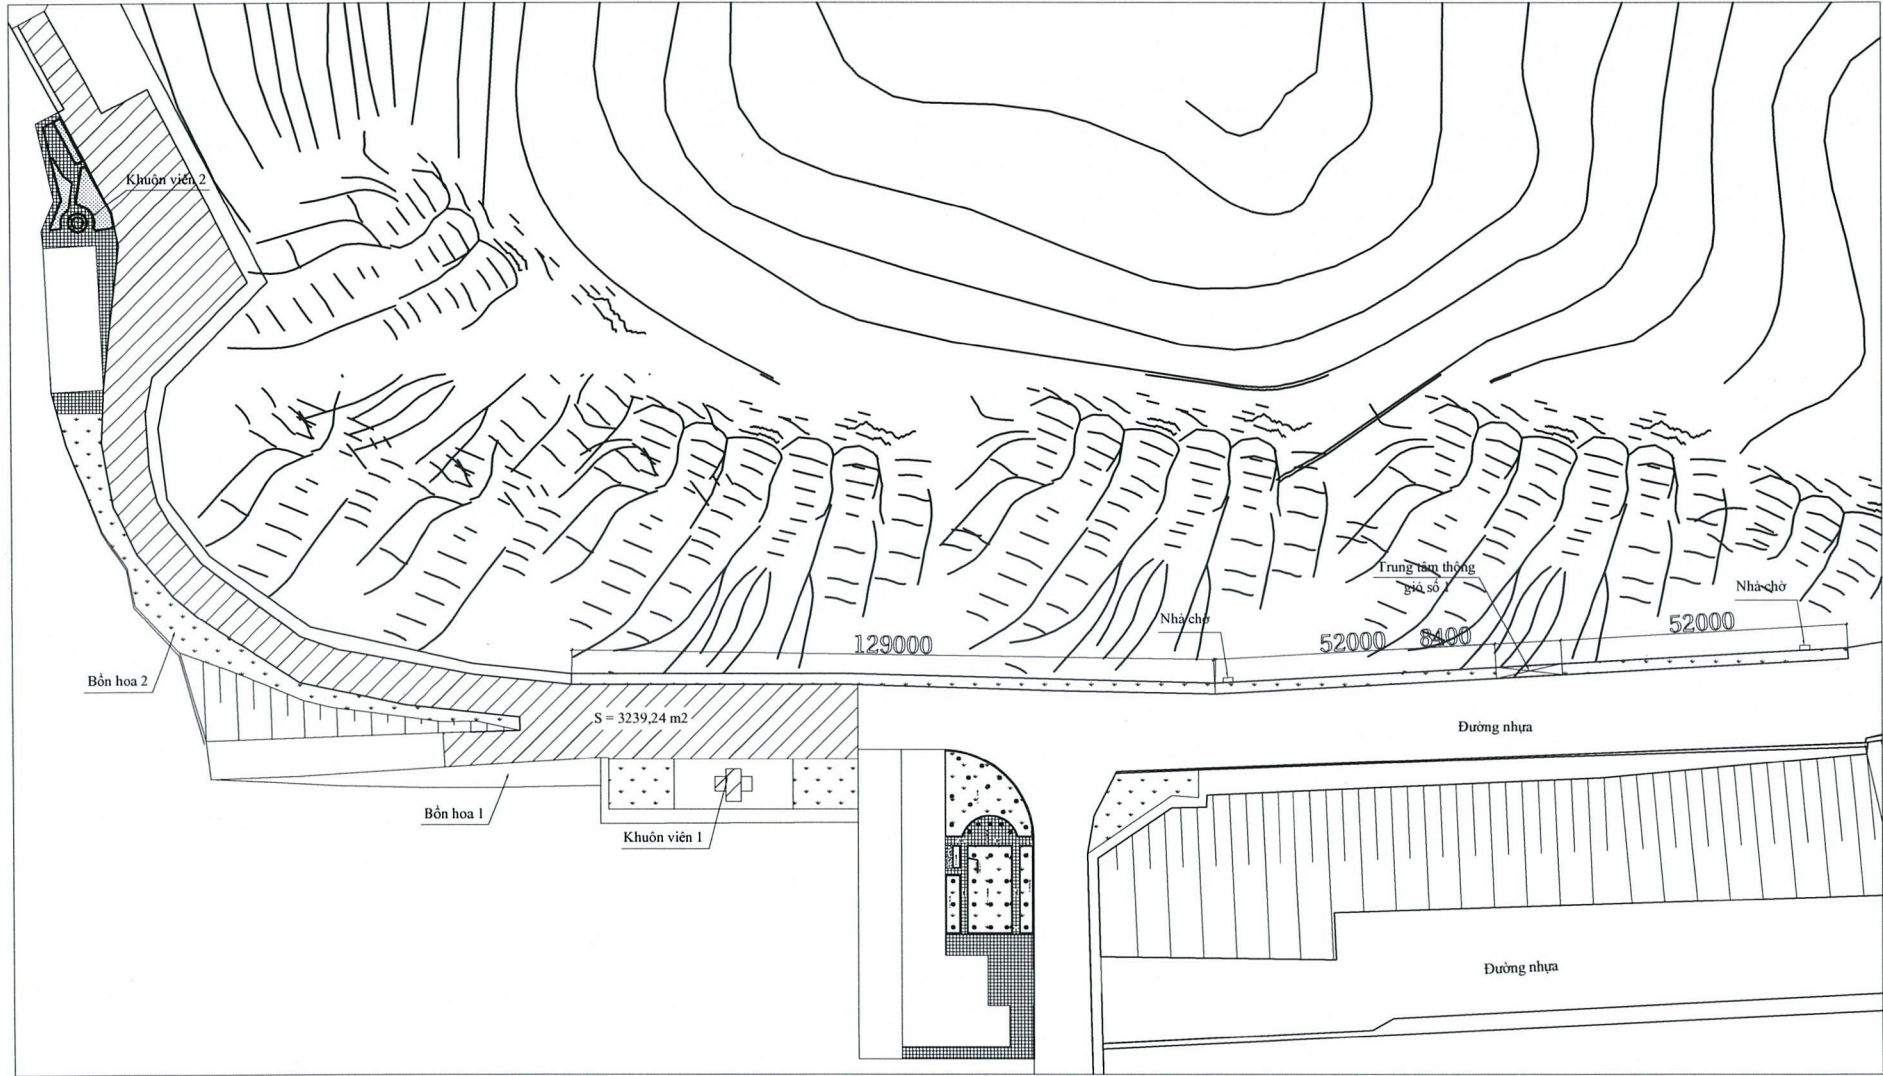 Khuôn viên 2
Trung tâm thông
gió số 1
Nhà chờ
Nhà chờ
129000
52000
8400
52000
Bồn hoa 2
S = 3239,24 m2
Đường nhựa
Bồn hoa 1
Khuôn viên 1
Đường nhựa